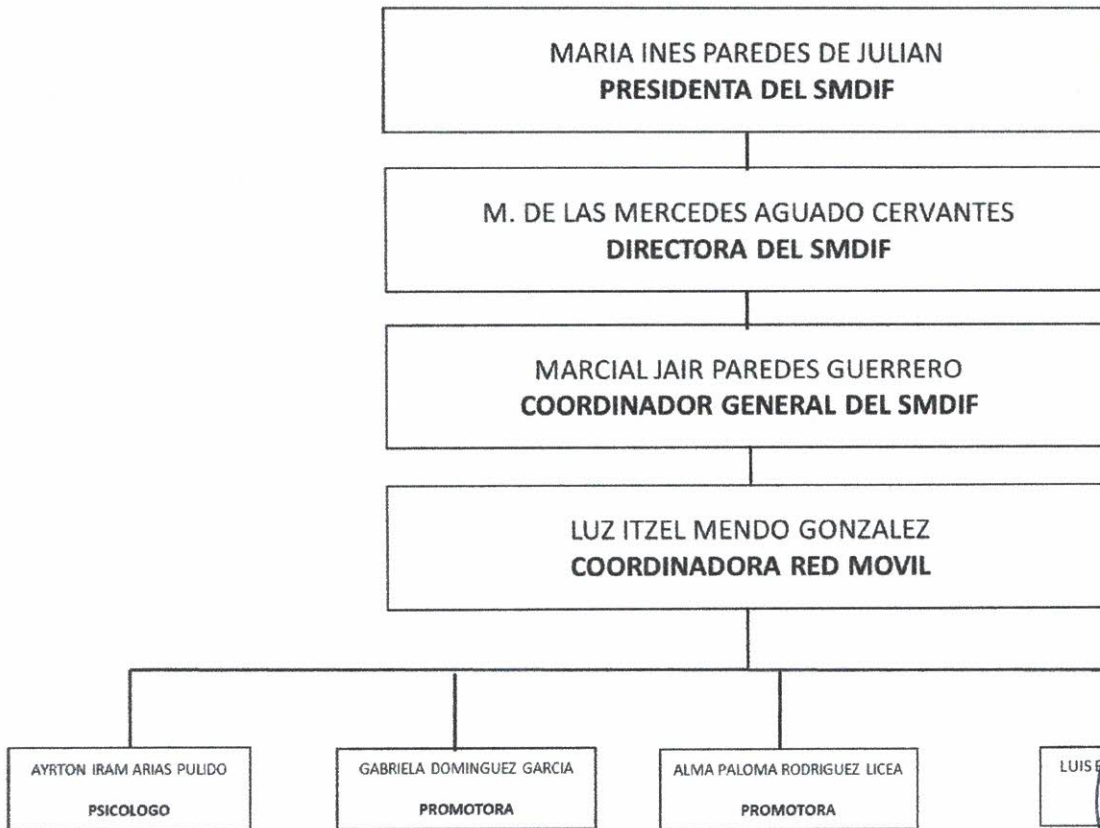 MARIA INES PAREDES DE JULIAN
PRESIDENTA DEL SMDIF
M. DE LAS MERCEDES AGUADO CERVANTES
DIRECTORA DEL SMDIF
MARCIAL JAIR PAREDES GUERRERO
COORDINADOR GENERAL DEL SMDIF
LUZ ITZEL MENDO GONZALEZ
COORDINADORA RED MOVIL
AYRTON IRAM ARIAS PULIDO
PSICOLOGO
GABRIELA DOMINGUEZ GARCIA
PROMOTORA
ALMA PALOMA RODRIGUEZ LICEA
PROMOTORA
LUIS